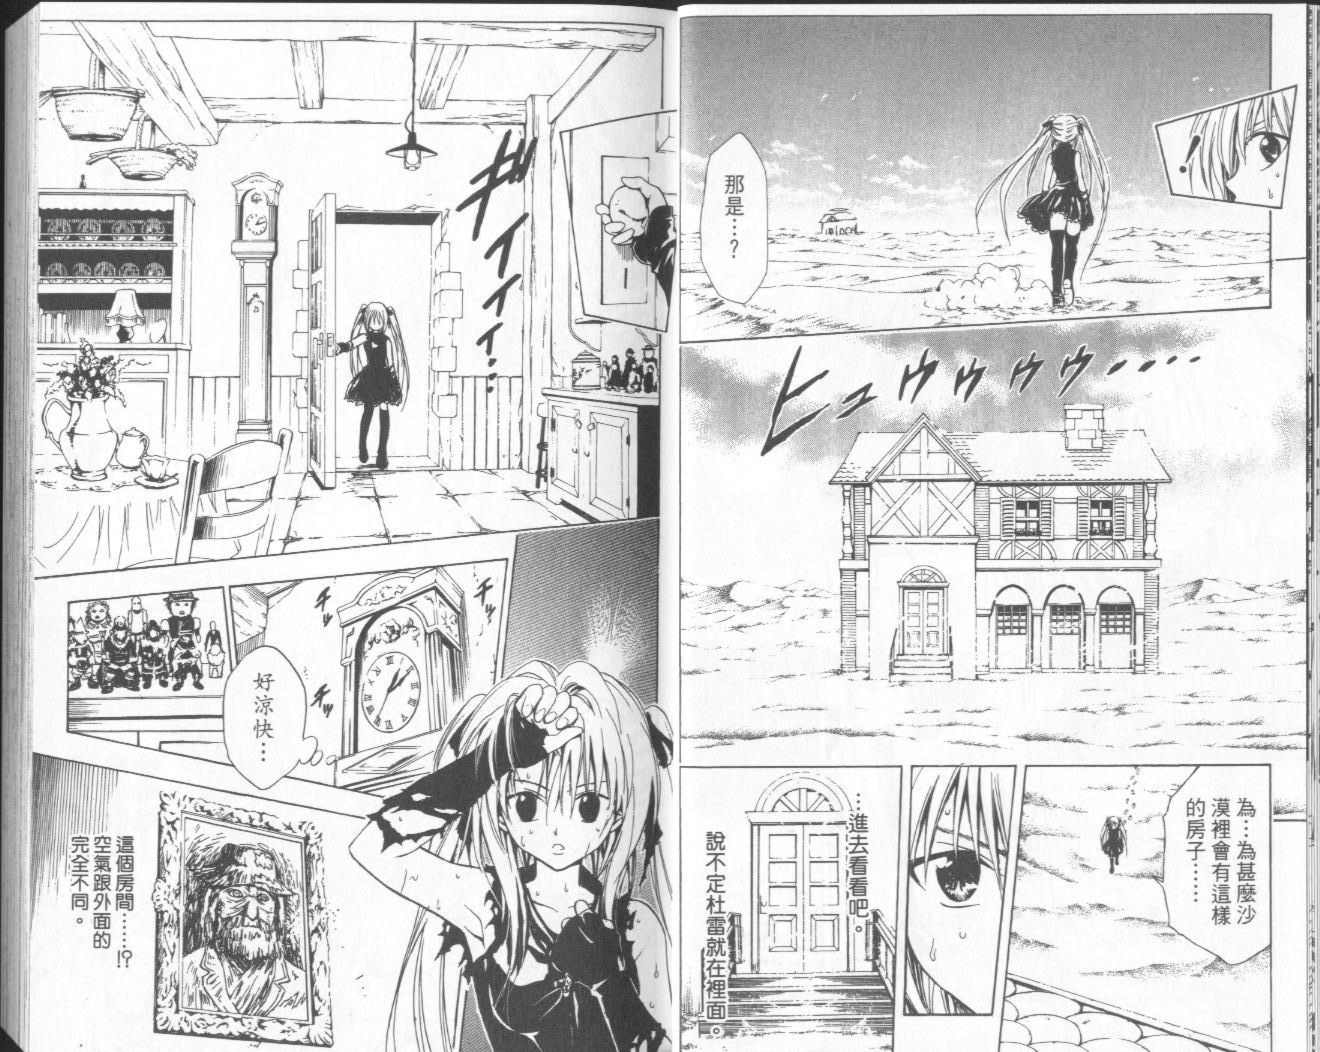 那是…？
ヒュゥゥゥゥ‥‥
為…為甚麼沙
漠裡會有這樣
的房子……
…進去看看吧。
說不定杜雷就在裡面。
ギィイイイ…
チッ
チッ
チッ
好涼快…
這個房間……!?
空氣跟外面的
完全不同。